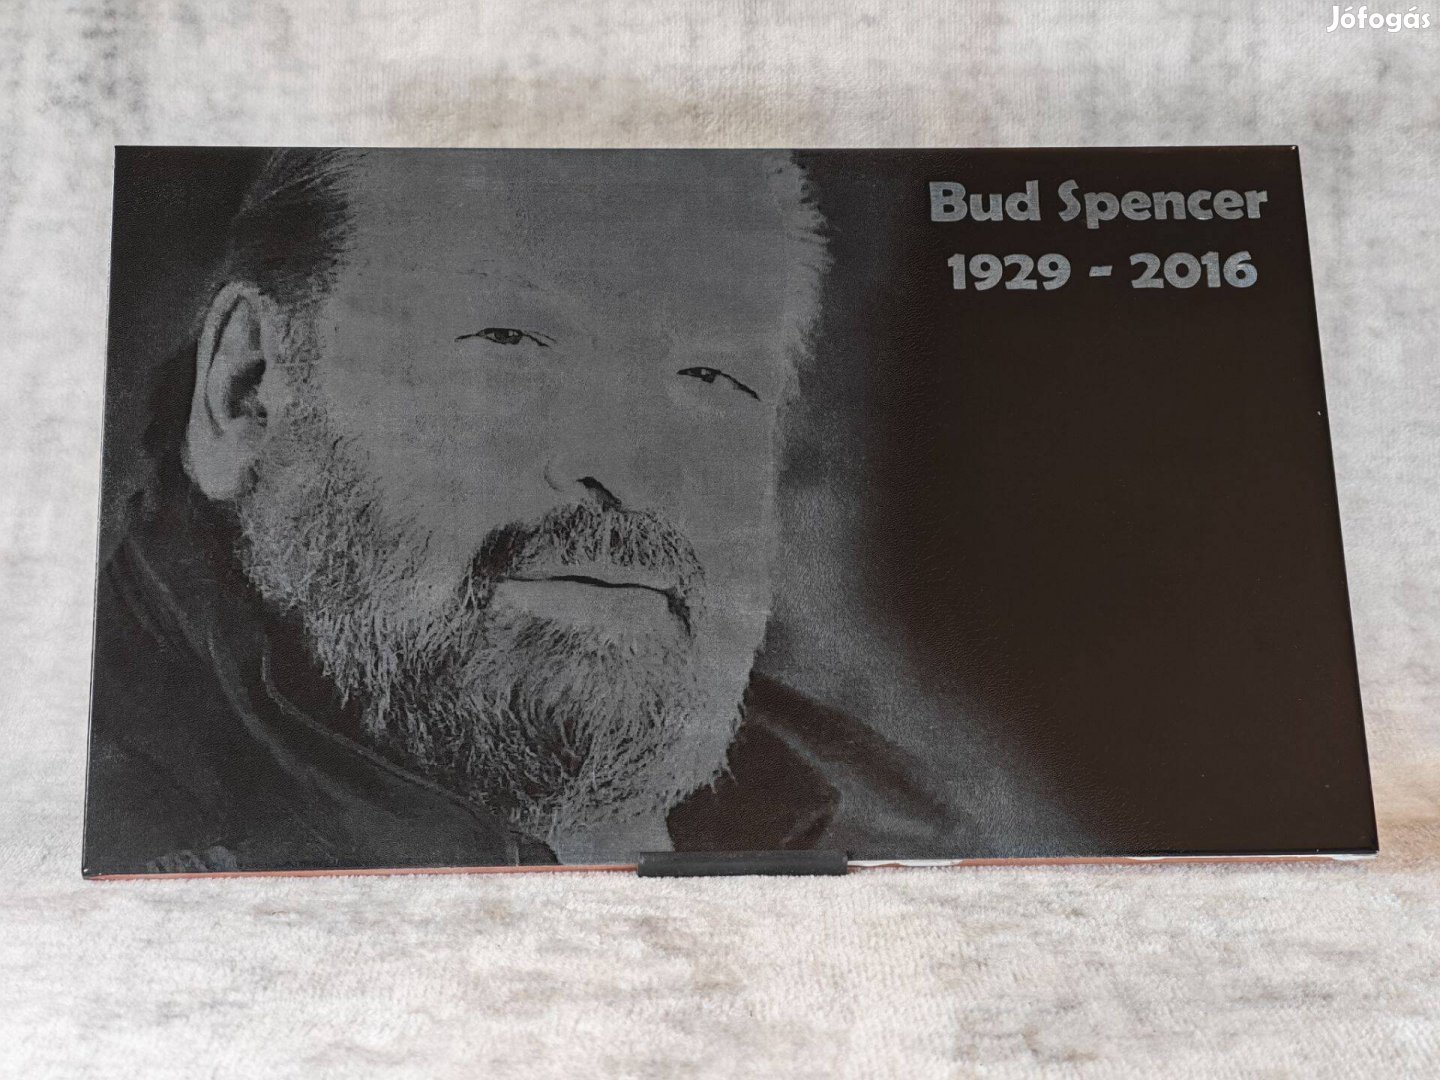 Jófogás
Bud Spencer
1929 - 2016